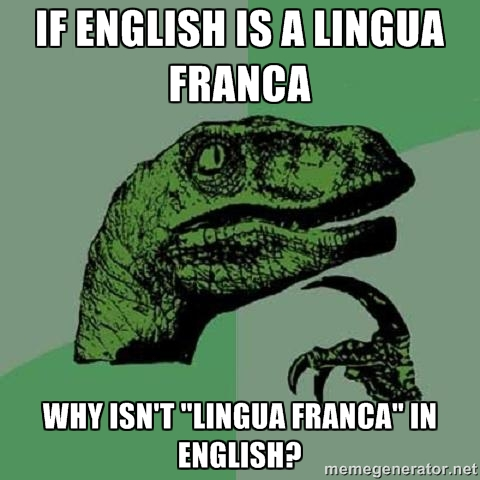 IF ENGLISH IS A LINGUA
FRANCA
WHY ISN'T "LINGUA FRANCA" IN
ENGLISH?
memegenerator.net